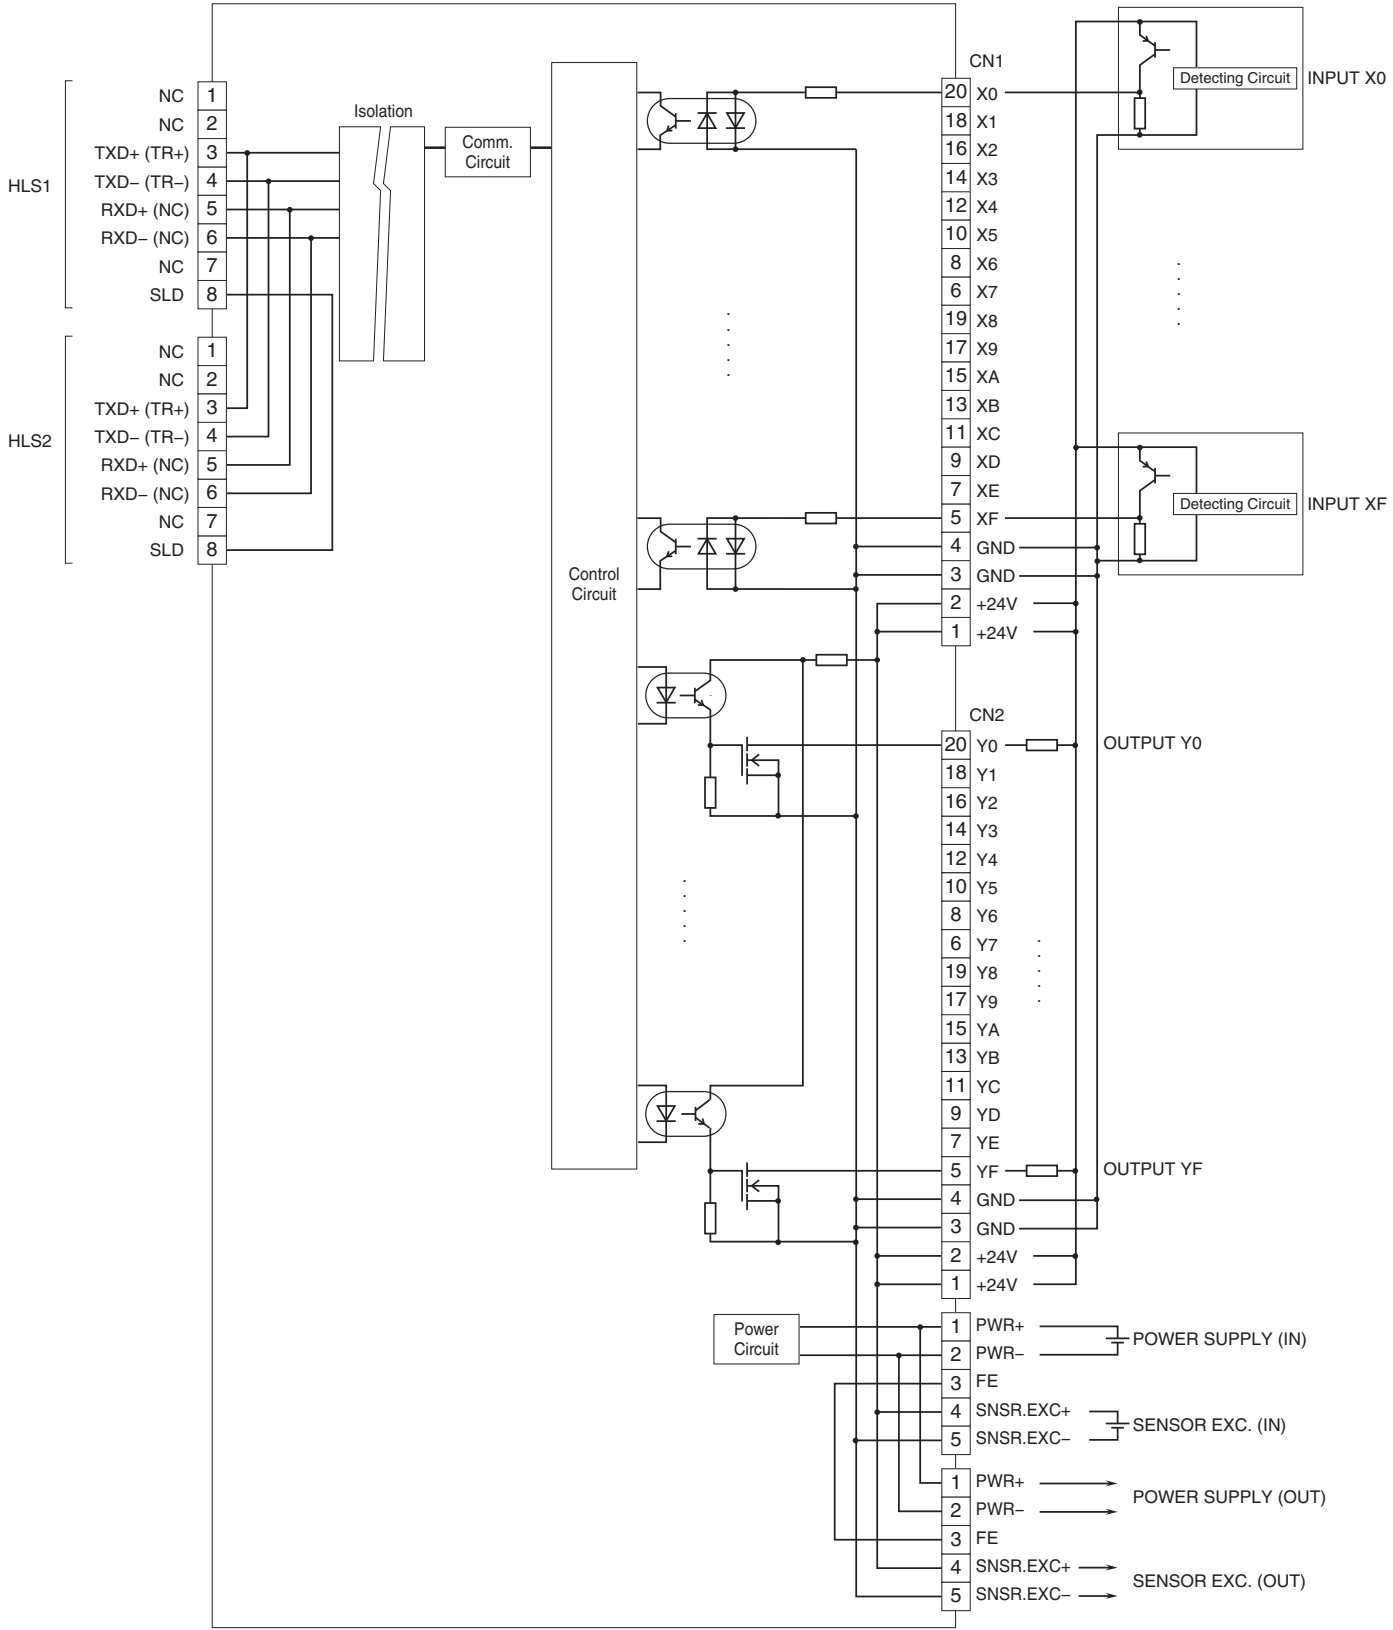 HLS1
NC 1
NC 2
TXD+ (TR+) 3
TXD− (TR−) 4
RXD+ (NC) 5
RXD− (NC) 6
NC 7
SLD 8
HLS2
NC 1
NC 2
TXD+ (TR+) 3
TXD− (TR−) 4
RXD+ (NC) 5
RXD− (NC) 6
NC 7
SLD 8
Isolation
Comm.
Circuit
Control
Circuit
CN1
20 X0
18 X1
16 X2
14 X3
12 X4
10 X5
8 X6
6 X7
19 X8
17 X9
15 XA
13 XB
11 XC
9 XD
7 XE
5 XF
4 GND
3 GND
2 +24V
1 +24V
Detecting Circuit
INPUT X0
Detecting Circuit
INPUT XF
CN2
20 Y0
OUTPUT Y0
18 Y1
16 Y2
14 Y3
12 Y4
10 Y5
8 Y6
6 Y7
19 Y8
17 Y9
15 YA
13 YB
11 YC
9 YD
7 YE
5 YF
OUTPUT YF
4 GND
3 GND
2 +24V
1 +24V
Power
Circuit
1 PWR+
2 PWR−
POWER SUPPLY (IN)
3 FE
4 SNSR.EXC+
5 SNSR.EXC−
SENSOR EXC. (IN)
1 PWR+
2 PWR−
POWER SUPPLY (OUT)
3 FE
4 SNSR.EXC+
5 SNSR.EXC−
SENSOR EXC. (OUT)